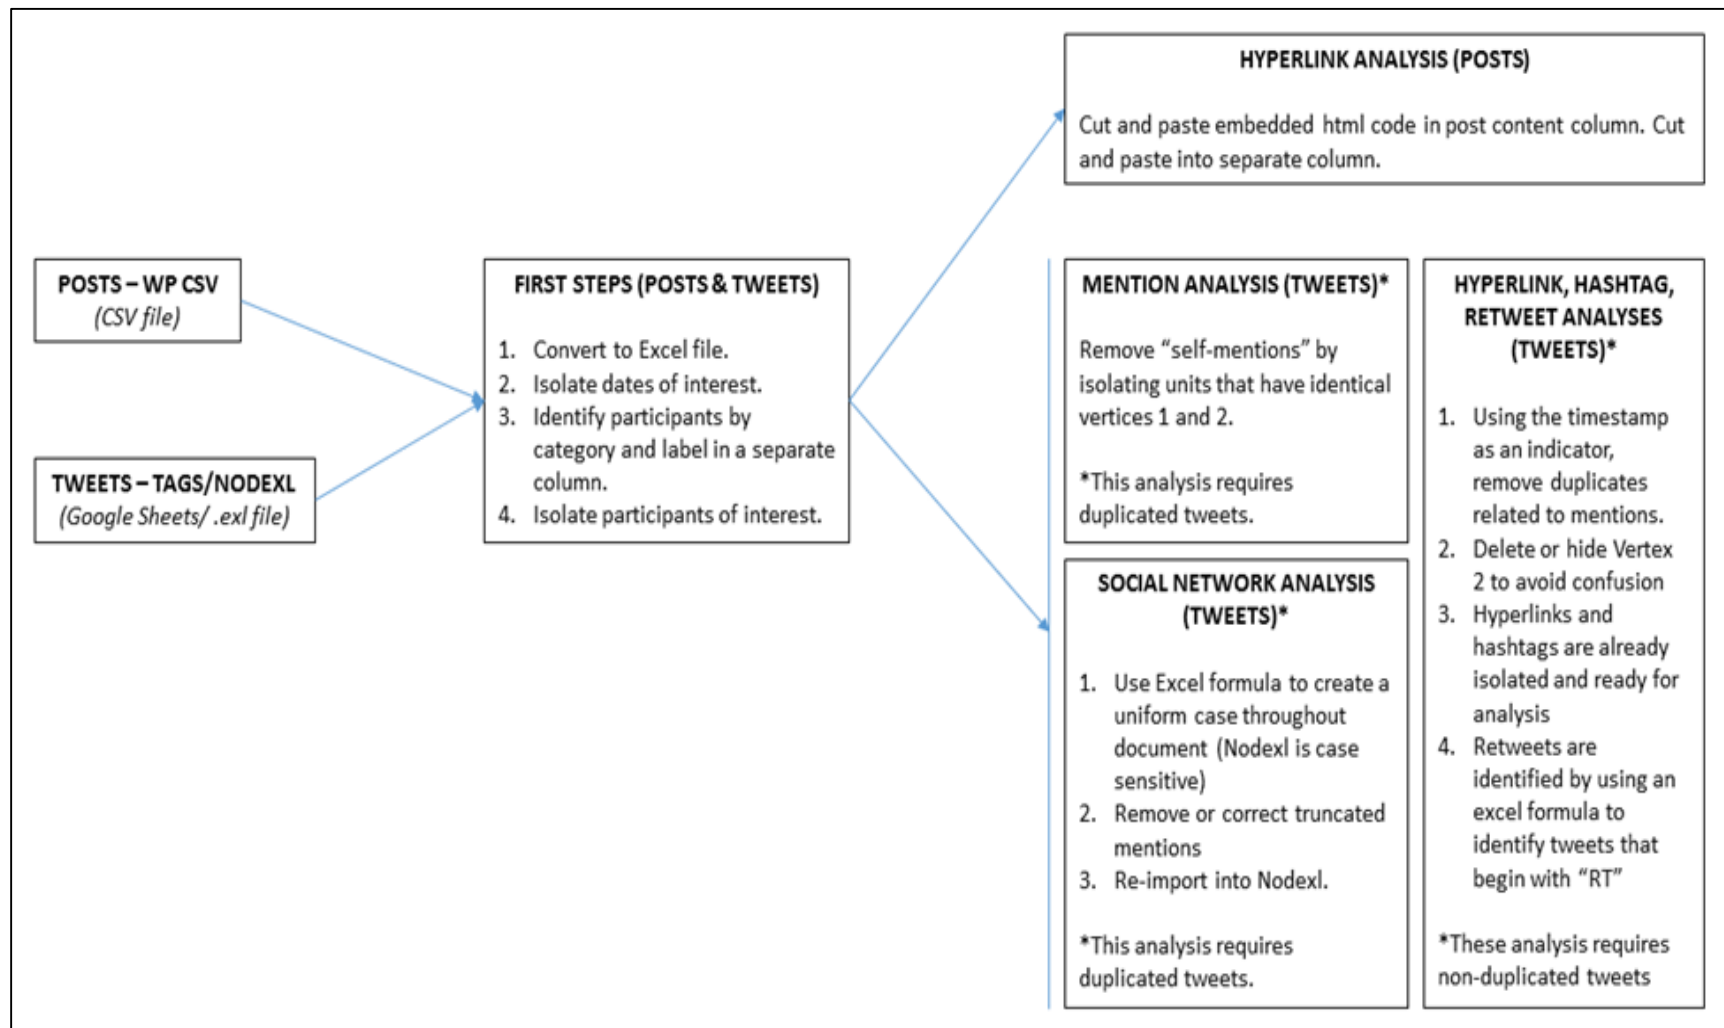 POSTS – WP CSV
(CSV file)
TWEETS – TAGS/NODEXL
(Google Sheets/ .exl file)
FIRST STEPS (POSTS & TWEETS)
1. Convert to Excel file.
2. Isolate dates of interest.
3. Identify participants by
category and label in a separate
column.
4. Isolate participants of interest.
HYPERLINK ANALYSIS (POSTS)
Cut and paste embedded html code in post content column. Cut
and paste into separate column.
MENTION ANALYSIS (TWEETS)*
Remove “self-mentions” by
isolating units that have identical
vertices 1 and 2.
*This analysis requires
duplicated tweets.
SOCIAL NETWORK ANALYSIS
(TWEETS)*
1. Use Excel formula to create a
uniform case throughout
document (Nodexl is case
sensitive)
2. Remove or correct truncated
mentions
3. Re-import into Nodexl.
*This analysis requires
duplicated tweets.
HYPERLINK, HASHTAG,
RETWEET ANALYSES
(TWEETS)*
1. Using the timestamp
as an indicator,
remove duplicates
related to mentions.
2. Delete or hide Vertex
2 to avoid confusion
3. Hyperlinks and
hashtags are already
isolated and ready for
analysis
4. Retweets are
identified by using an
excel formula to
identify tweets that
begin with “RT”
*These analysis requires
non-duplicated tweets